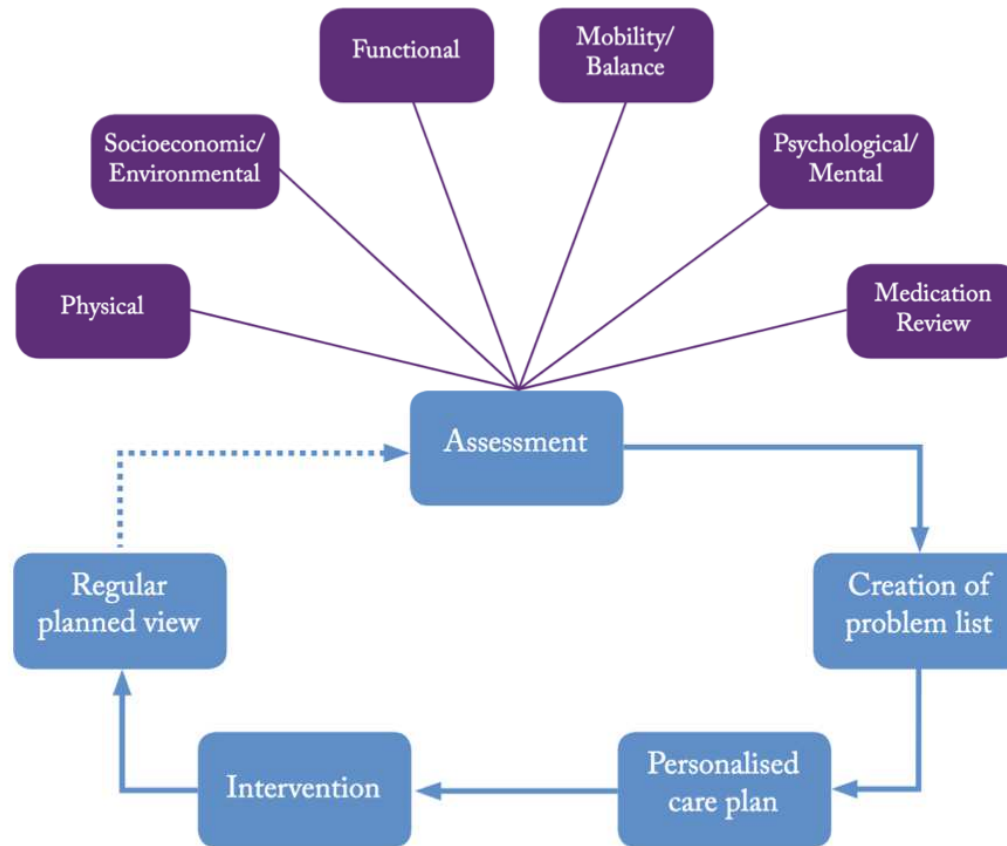 Functional
Mobility/
Balance
Socioeconomic/
Environmental
Psychological/
Mental
Physical
Medication
Review
Assessment
Regular
planned view
Creation of
problem list
Intervention
Personalised
care plan